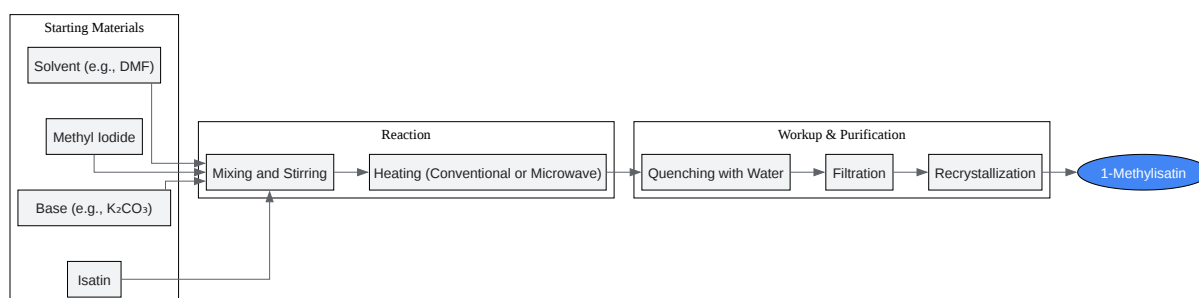 Starting Materials
Solvent (e.g., DMF)
Methyl Iodide
Base (e.g., K₂CO₃)
Isatin
Reaction
Mixing and Stirring
Heating (Conventional or Microwave)
Workup & Purification
Quenching with Water
Filtration
Recrystallization
1-Methylisatin